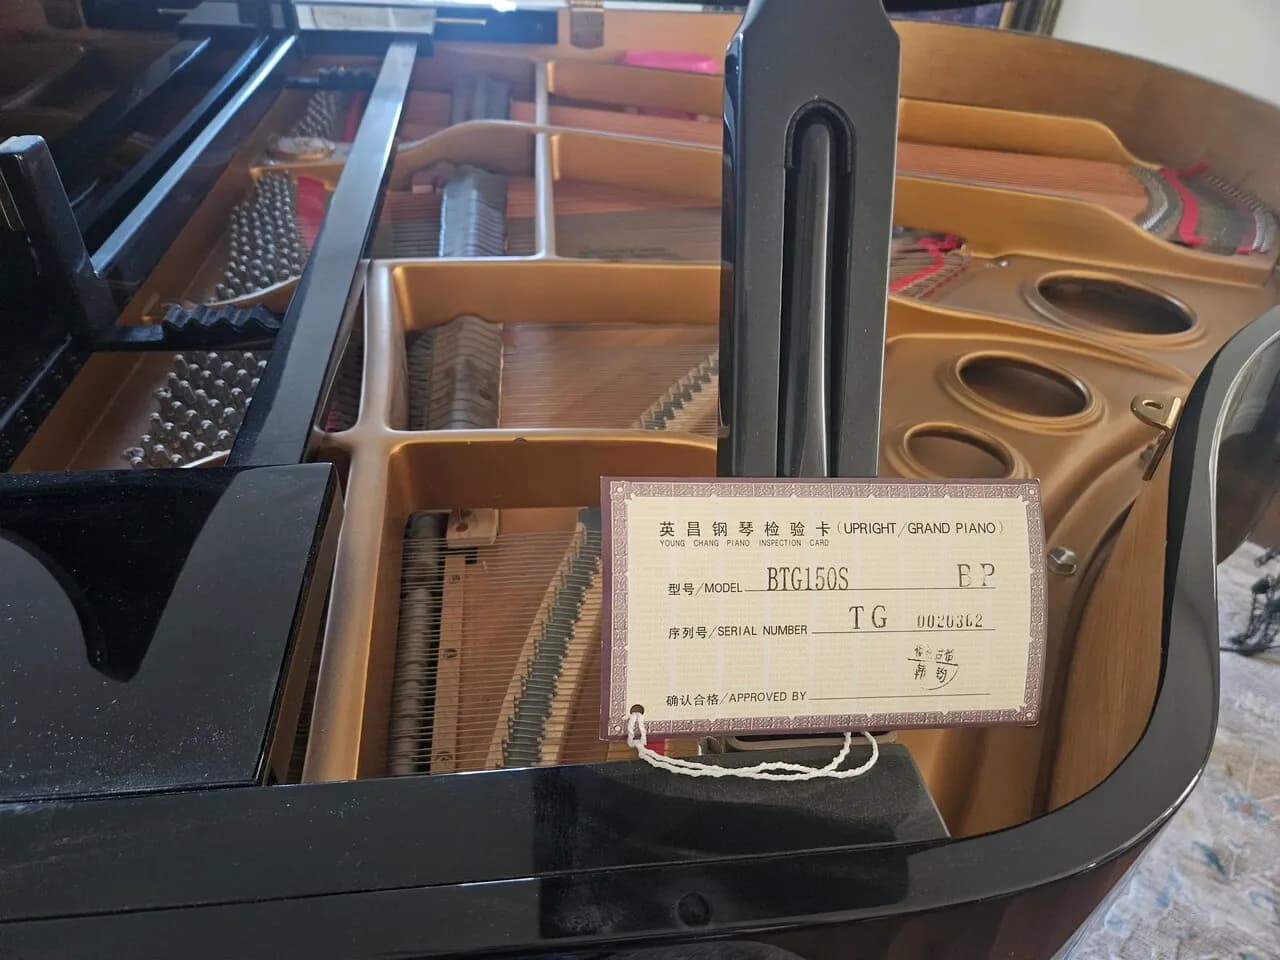 英昌钢琴检验卡(UPRIGHT/GRAND PIANO)
YOUNG CHANG PIANO INSPECTION CARD
型号/MODEL BTG150S BP
序列号/SERIAL NUMBER TG 0020362
确认合格/APPROVED BY